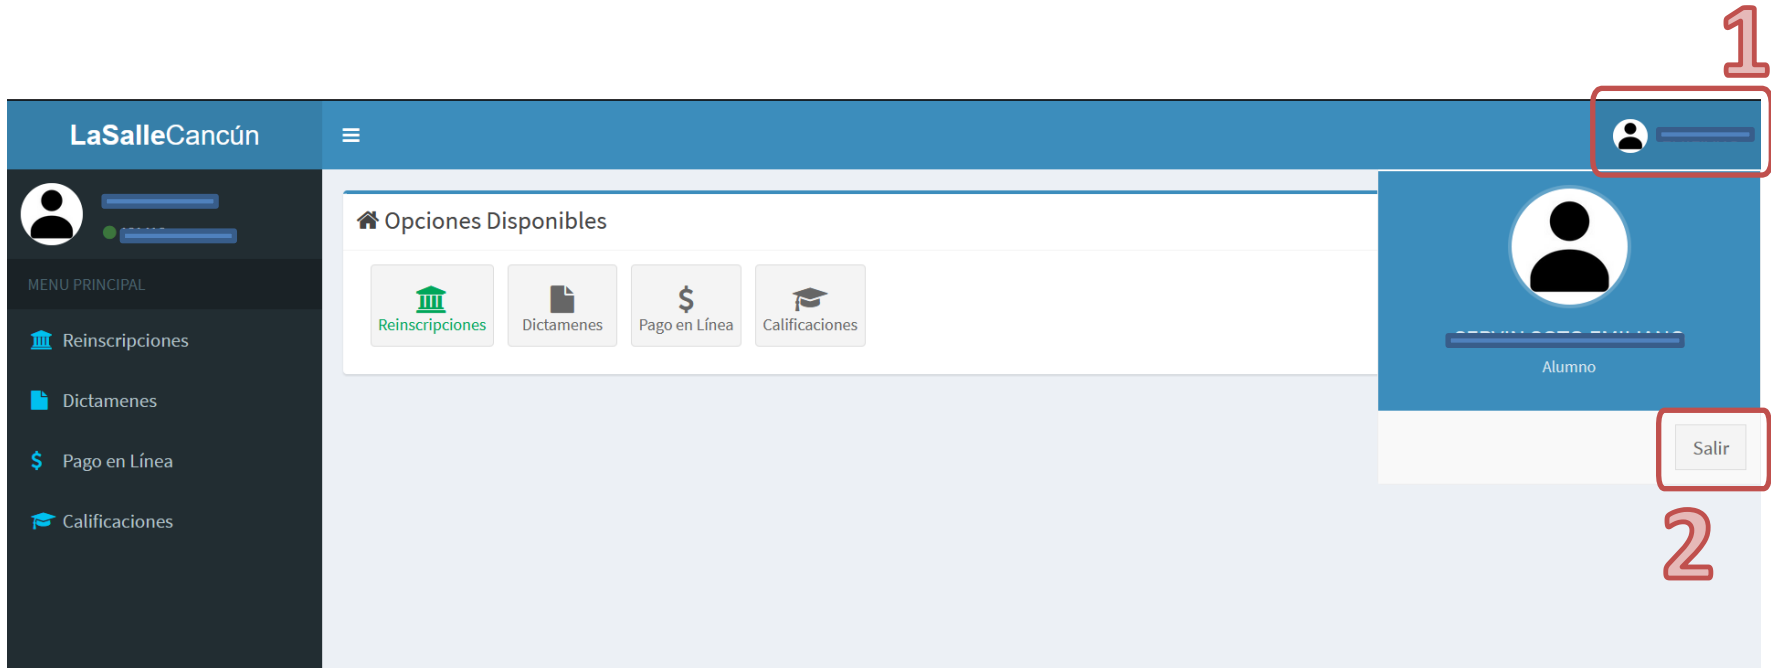 1
LaSalleCancún
MENU PRINCIPAL
Reinscripciones
Dictamenes
Pago en Línea
Calificaciones
Opciones Disponibles
Reinscripciones
Dictamenes
Pago en Línea
Calificaciones
Alumno
Salir
2